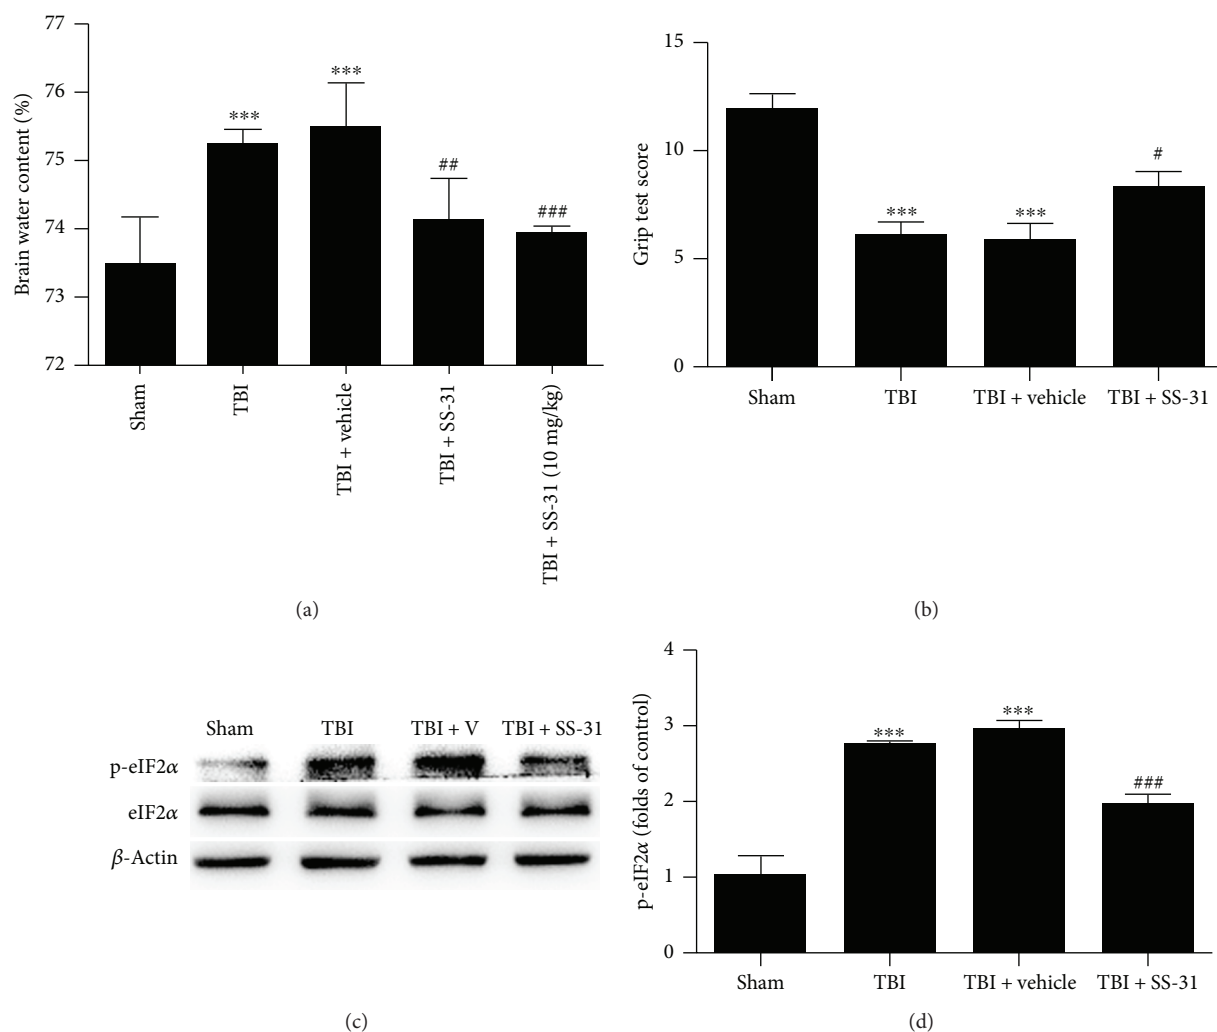 77
76
75
74
73
72
Brain water content (%)
***
***
##
###
Sham
TBI
TBI + vehicle
TBI + SS-31
TBI + SS-31 (10 mg/kg)
(a)
15
10
5
0
Grip test score
***
***
#
Sham TBI TBI + vehicle TBI + SS-31
(b)
Sham TBI TBI + V TBI + SS-31
p-eIF2α
eIF2α
β-Actin
(c)
4
3
2
1
0
p-eIF2α (folds of control)
***
***
###
Sham TBI TBI + vehicle TBI + SS-31
(d)